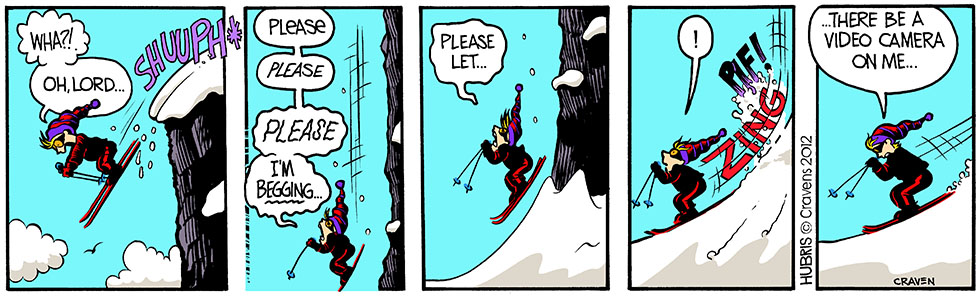 WHA?!
OH, LORD...
SHUUPH*
PLEASE
PLEASE
PLEASE
I'M
BEGGING...
PLEASE
LET...
!
PIF!
ZING
HUBRIS © Cravens 2012
...THERE BE A
VIDEO CAMERA
ON ME...
CRAVEN